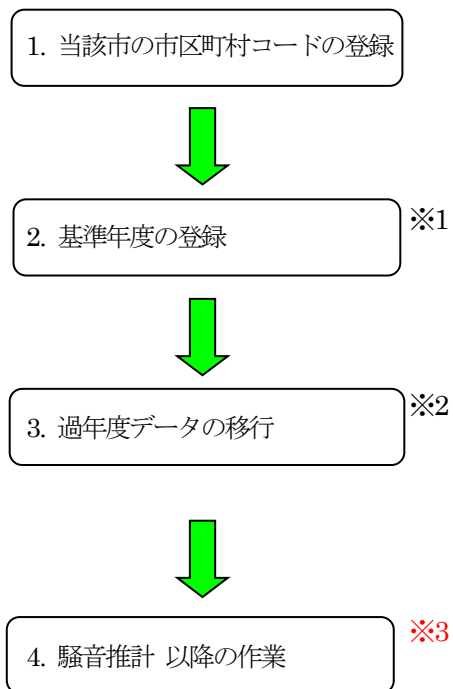 1. 当該市の市区町村コードの登録
2. 基準年度の登録
※1
3. 過年度データの移行
※2
4. 騒音推計 以降の作業
※3